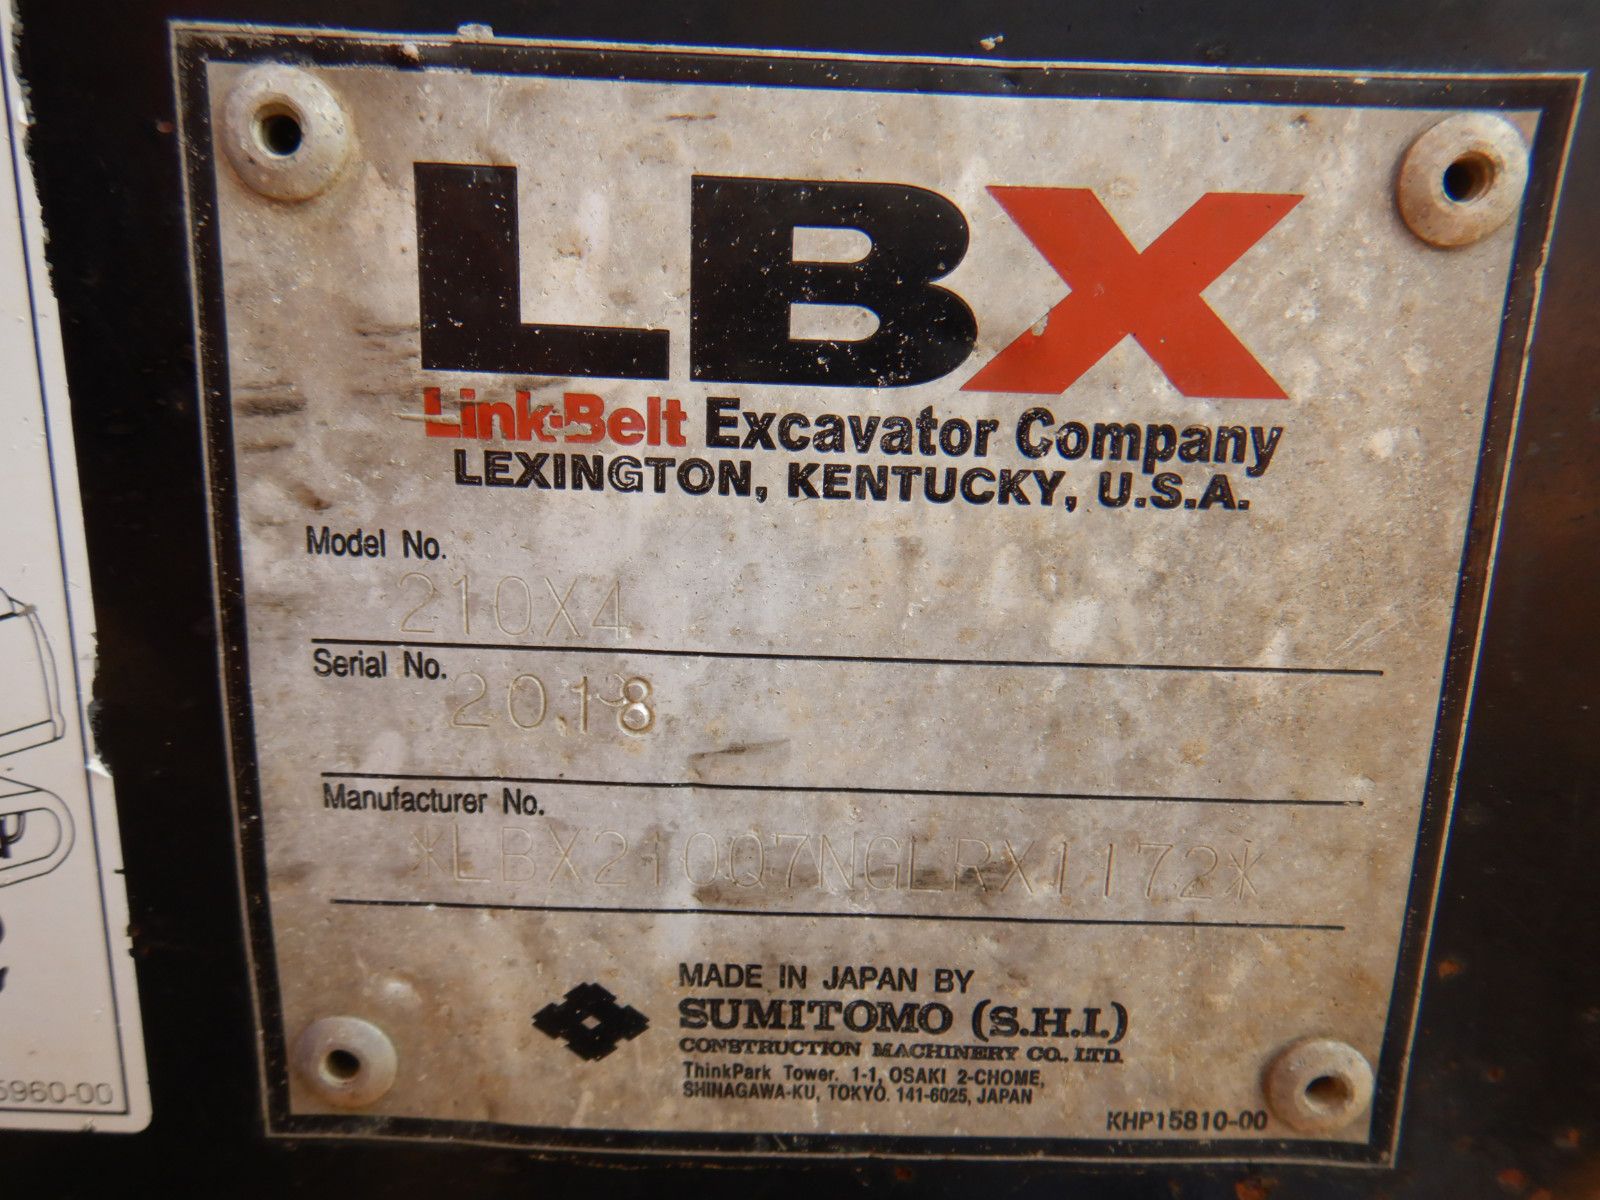 LBX
Link-Belt Excavator Company
LEXINGTON, KENTUCKY, U.S.A.
Model No.
210X4
Serial No.
2018
Manufacturer No.
*LBX210Q7NGLRX1172*
MADE IN JAPAN BY
SUMITOMO (S.H.I.)
CONSTRUCTION MACHINERY CO., LTD.
ThinkPark Tower. 1-1, OSAKI 2-CHOME,
SHINAGAWA-KU, TOKYO. 141-6025, JAPAN
KHP15810-00
5960-00